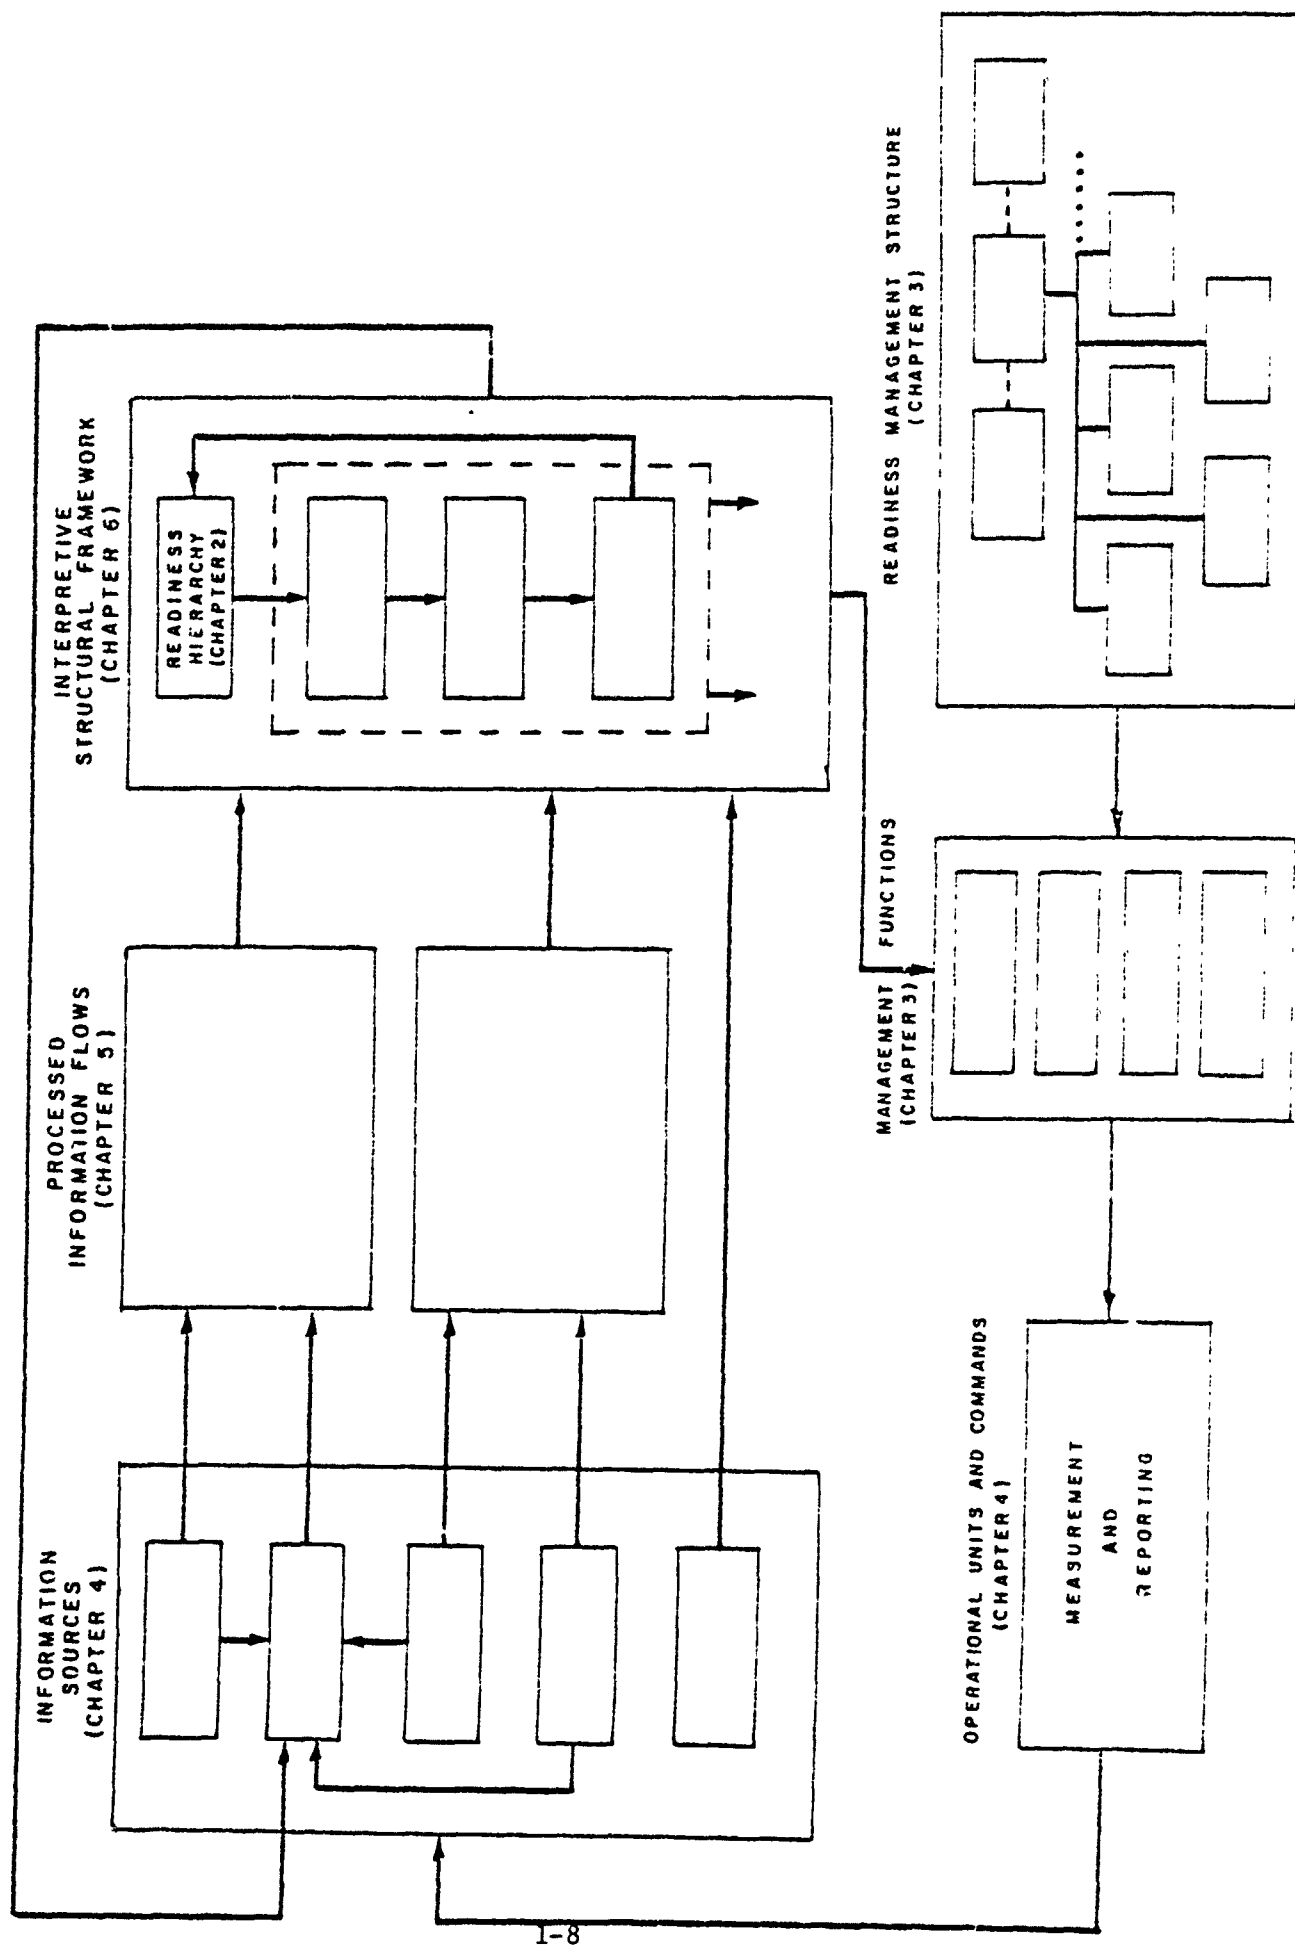 INFORMATION
SOURCES
(CHAPTER 4)
PROCESSED
INFORMATION FLOWS
(CHAPTER 5)
INTERPRETIVE
STRUCTURAL FRAMEWORK
(CHAPTER 6)
READINESS
HIERARCHY
(CHAPTER 2)
OPERATIONAL UNITS AND COMMANDS
(CHAPTER 4)
MEASUREMENT
AND
REPORTING
MANAGEMENT FUNCTIONS
(CHAPTER 3)
READINESS MANAGEMENT STRUCTURE
(CHAPTER 3)
1-8